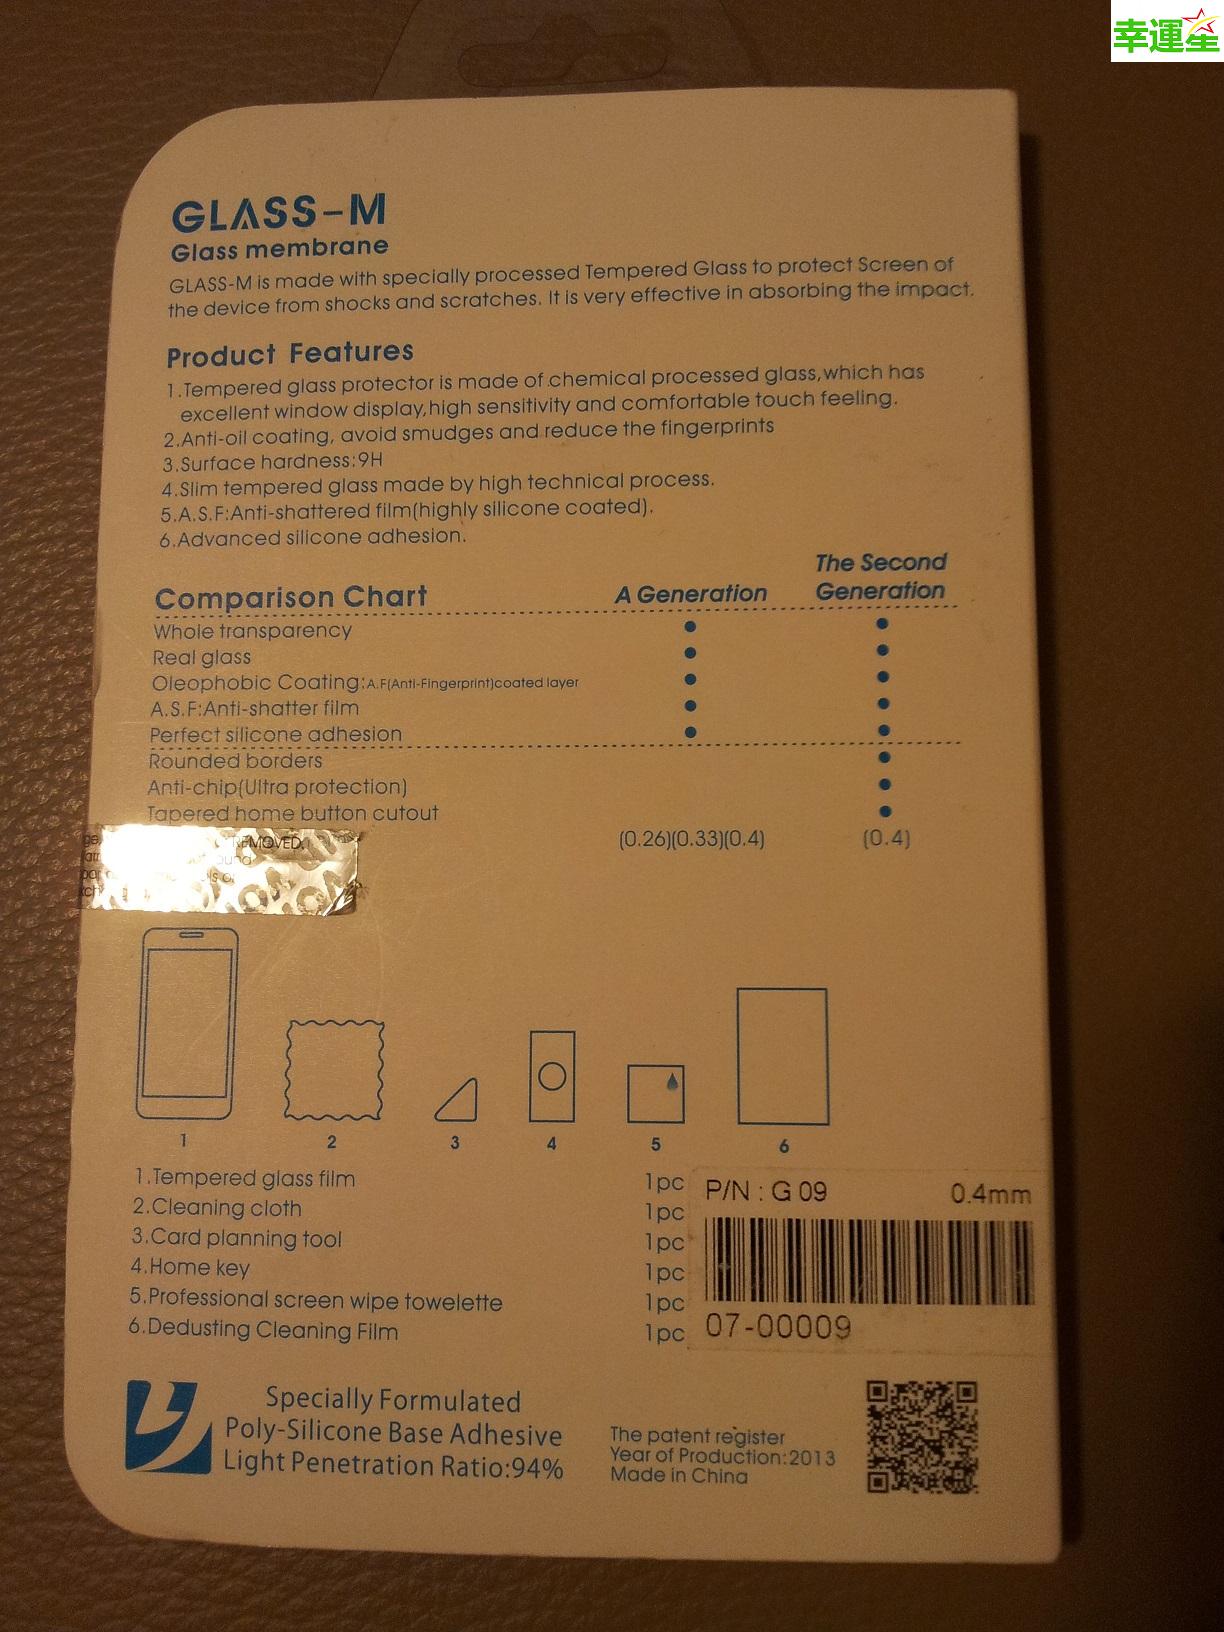 幸運星
GLASS-M
Glass membrane
GLASS-M is made with specially processed Tempered Glass to protect Screen of
the device from shocks and scratches. It is very effective in absorbing the impact.
Product Features
1.Tempered glass protector is made of chemical processed glass,which has
excellent window display,high sensitivity and comfortable touch feeling.
2.Anti-oil coating, avoid smudges and reduce the fingerprints
3.Surface hardness:9H
4.Slim tempered glass made by high technical process.
5.A.S.F:Anti-shattered film(highly silicone coated).
6.Advanced silicone adhesion.
Comparison Chart A Generation The Second Generation
Whole transparency
Real glass
Oleophobic Coating:A.F(Anti-Fingerprint)coated layer
A.S.F:Anti-shatter film
Perfect silicone adhesion
Rounded borders
Anti-chip(Ultra protection)
Tapered home button cutout
(0.26)(0.33)(0.4) (0.4)
REMOVED.
1 2 3 4 5 6
1.Tempered glass film 1pc
2.Cleaning cloth 1pc
3.Card planning tool 1pc
4.Home key 1pc
5.Professional screen wipe towelette 1pc
6.Dedusting Cleaning Film 1pc
P/N : G 09 0.4mm
07-00009
Specially Formulated
Poly-Silicone Base Adhesive
Light Penetration Ratio:94%
The patent register
Year of Production:2013
Made in China